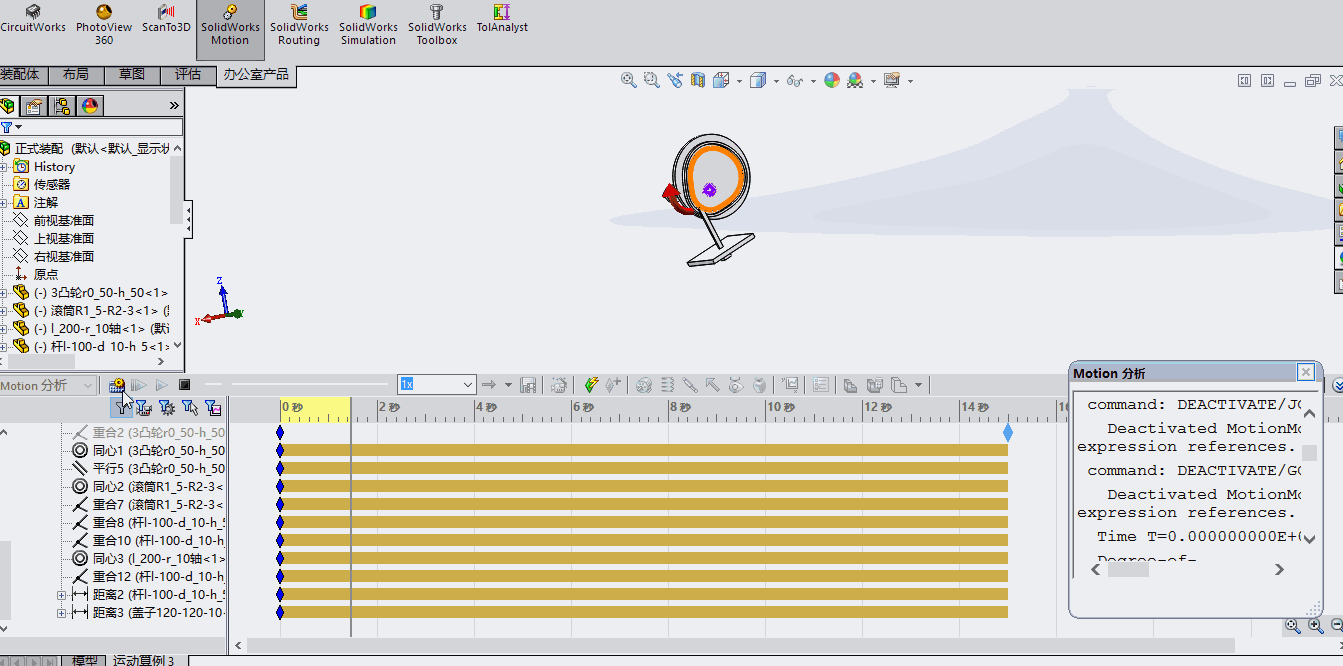 CircuitWorks
PhotoView
360
ScanTo3D
SolidWorks
Motion
SolidWorks
Routing
SolidWorks
Simulation
SolidWorks
Toolbox
TolAnalyst
装配体
布局
草图
评估
办公室产品
正式装配 (默认<默认_显示状
History
传感器
A 注解
前视基准面
上视基准面
右视基准面
原点
(-) 3凸轮r0_50-h_50<1>
(-) 滚筒R1_5-R2-3<1> (
(-) l_200-r_10轴<1> (默
(-) 杆l-100-d_10-h_5<1>
Z
X
Y
Motion 分析
1x
0 秒
2 秒
4 秒
6 秒
8 秒
10 秒
12 秒
14 秒
16
重合2 (3凸轮r0_50-h_50
同心1 (3凸轮r0_50-h_50
平行5 (3凸轮r0_50-h_50
同心2 (滚筒R1_5-R2-3<
重合7 (滚筒R1_5-R2-3<
重合8 (杆l-100-d_10-h_5
重合10 (杆l-100-d_10-h_
同心3 (l_200-r_10轴<1>
重合12 (杆l-100-d_10-h_
距离2 (杆l-100-d_10-h_5
距离3 (盖子120-120-10-
Motion 分析
command: DEACTIVATE/JO
Deactivated MotionMo
expression references.
command: DEACTIVATE/GC
Deactivated MotionMo
expression references.
Time T=0.000000000E+0
Degree-of-
模型
运动算例 3